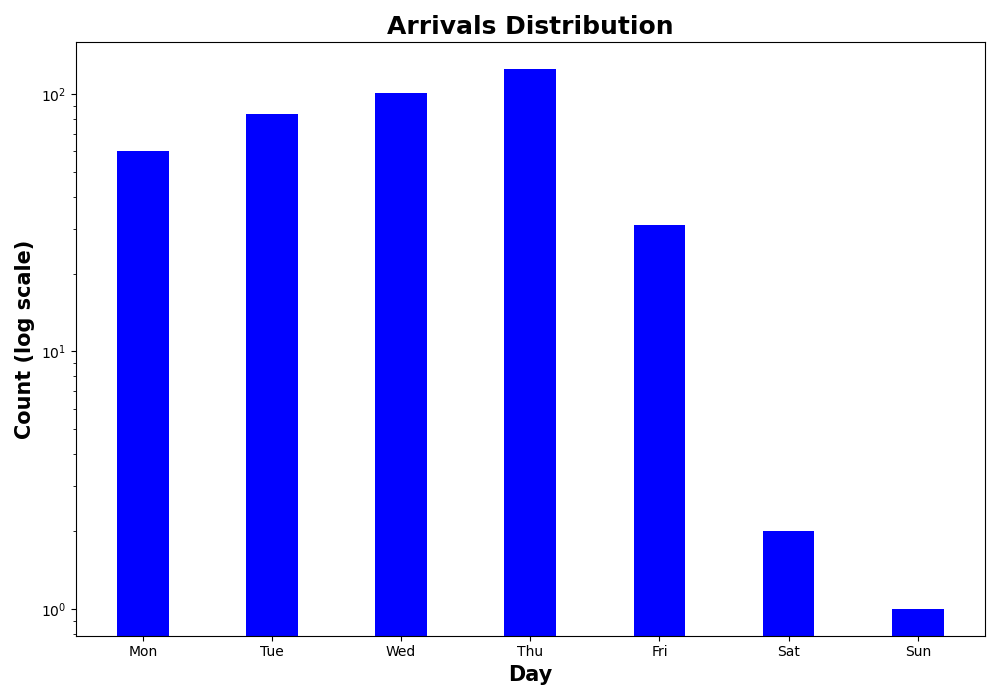 Arrivals Distribution
Count (log scale)
10²
10¹
10⁰
Mon Tue Wed Thu Fri Sat Sun
Day